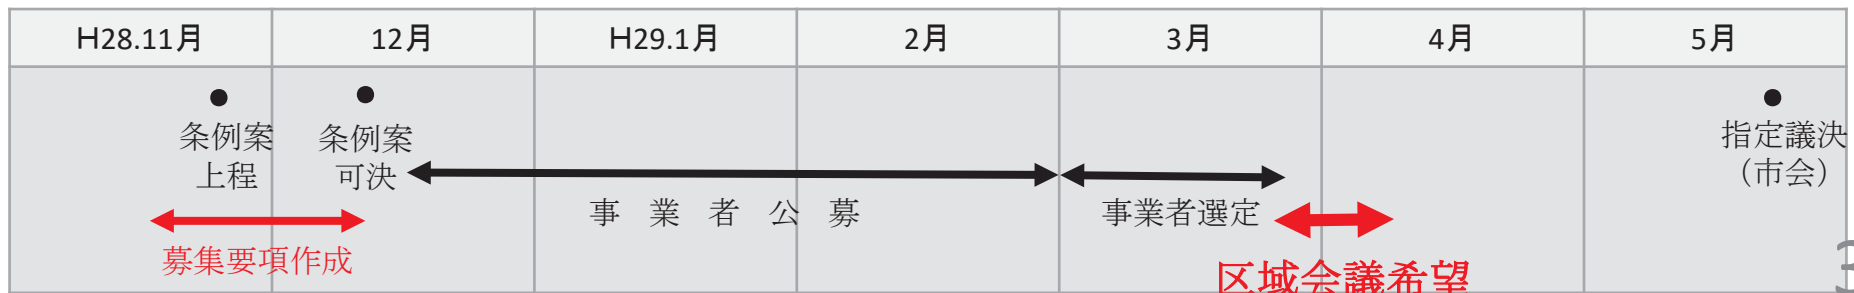 H28.11月
12月
H29.1月
2月
3月
4月
5月
条例案
上程
条例案
可決
指定議決
（市会）
事 業 者 公 募
事業者選定
募集要項作成
区域会議希望